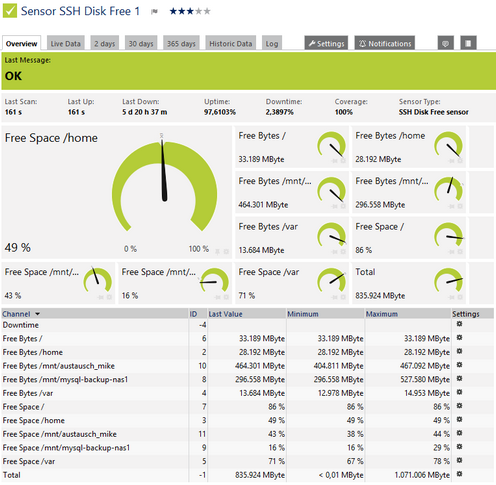 Sensor SSH Disk Free 1
Overview Live Data 2 days 30 days 365 days Historic Data Log Settings Notifications
Last Message:
OK
Last Scan: Last Up: Last Down: Uptime: Downtime: Coverage: Sensor Type:
161 s 161 s 5 d 20 h 37 m 97,6103% 2,3897% 100% SSH Disk Free sensor
Free Space /home
49 %
0 % 100 %
Free Bytes /
33.189 MByte
Free Bytes /home
28.192 MByte
Free Bytes /mnt/...
464.301 MByte
Free Bytes /mnt/...
296.558 MByte
Free Bytes /var
13.684 MByte
Free Space /
86 %
Free Space /mnt/...
43 %
Free Space /mnt/...
16 %
Free Space /var
71 %
Total
835.924 MByte
Channel ID Last Value Minimum Maximum Settings
Downtime -4
Free Bytes / 6 33.189 MByte 33.189 MByte 33.189 MByte
Free Bytes /home 2 28.192 MByte 28.192 MByte 28.192 MByte
Free Bytes /mnt/austausch_mike 10 464.301 MByte 404.811 MByte 467.092 MByte
Free Bytes /mnt/mysql-backup-nas1 8 296.558 MByte 296.558 MByte 527.580 MByte
Free Bytes /var 4 13.684 MByte 12.978 MByte 14.953 MByte
Free Space / 7 86 % 86 % 86 %
Free Space /home 3 49 % 49 % 49 %
Free Space /mnt/austausch_mike 11 43 % 38 % 44 %
Free Space /mnt/mysql-backup-nas1 9 16 % 16 % 29 %
Free Space /var 5 71 % 67 % 78 %
Total -1 835.924 MByte < 0,01 MByte 1.071.006 MByte